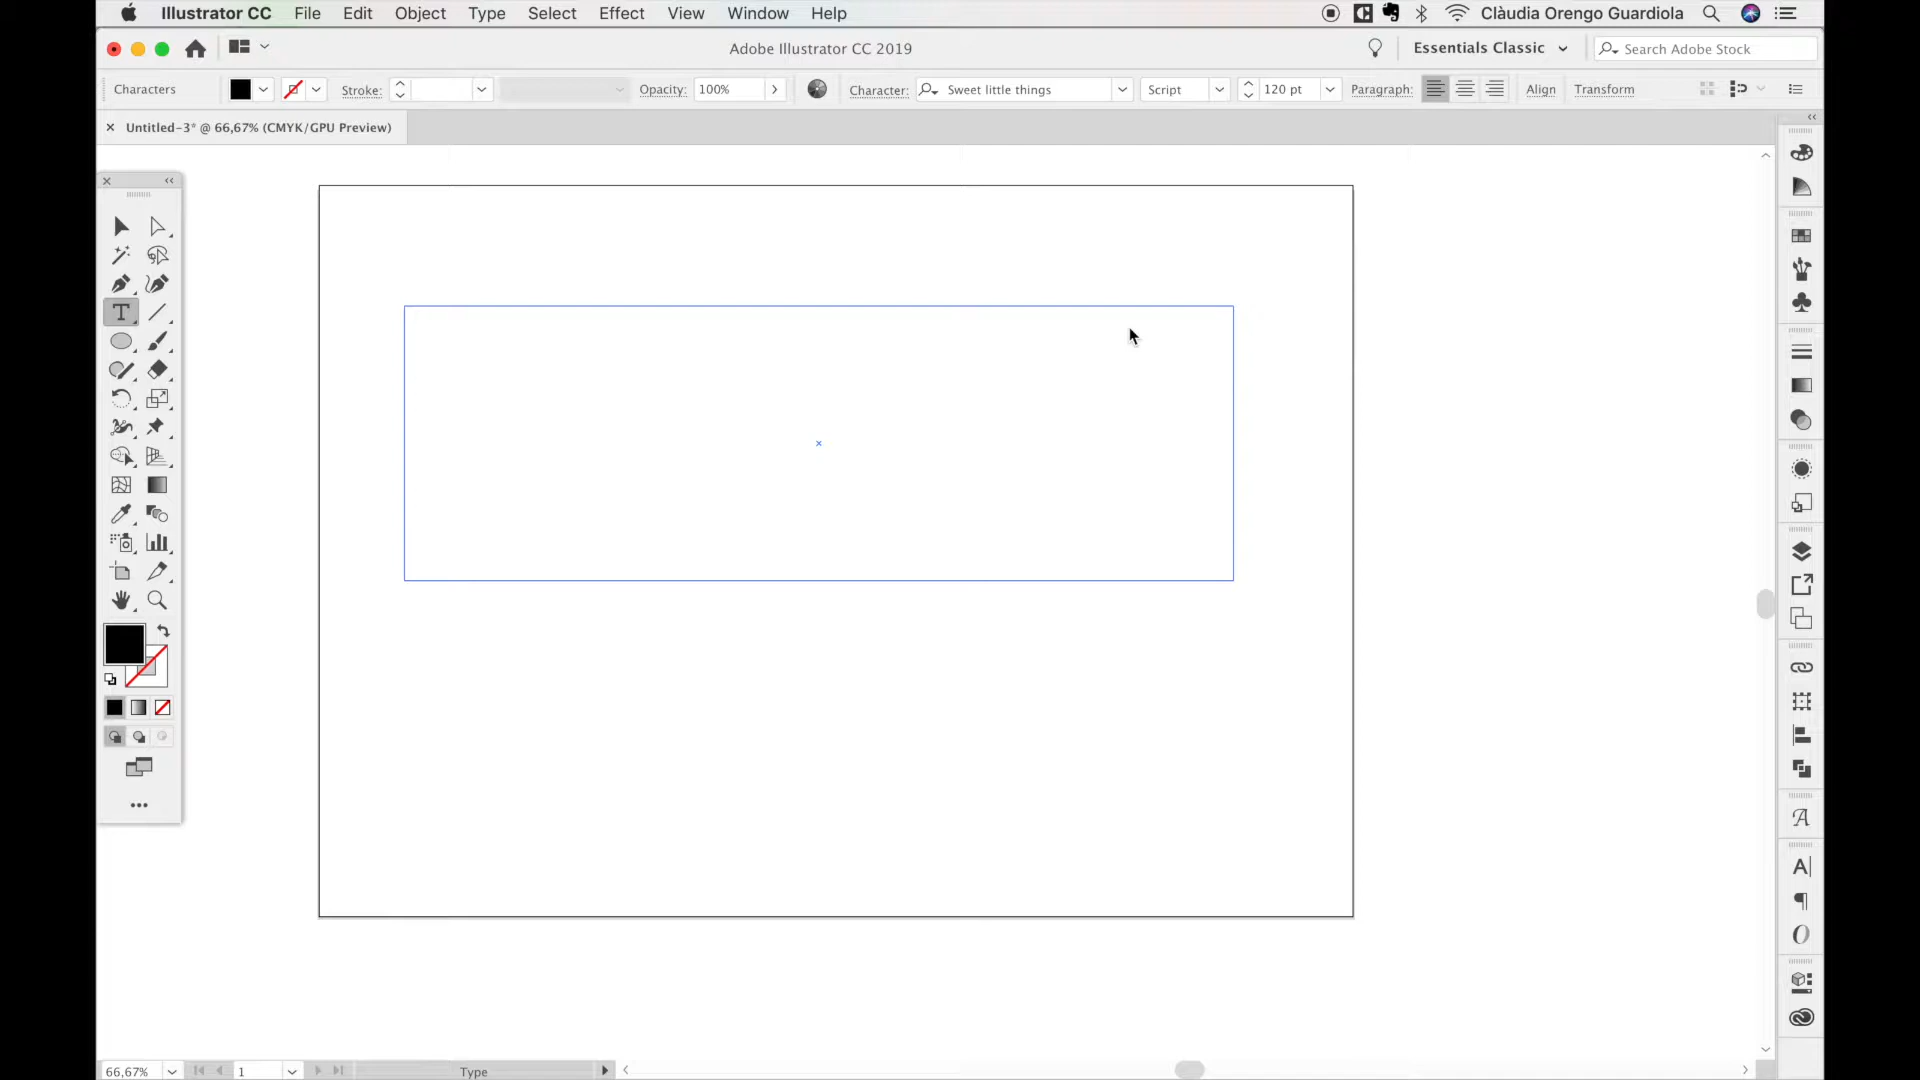 Illustrator CC File Edit Object Type Select Effect View Window Help Clàudia Orengo Guardiola
Adobe Illustrator CC 2019 Essentials Classic Search Adobe Stock
Characters Stroke: Opacity: 100% Character: Sweet little things Script 120 pt Paragraph: Align Transform
Untitled-3* @ 66,67% (CMYK/GPU Preview)
66,67% 1 Type